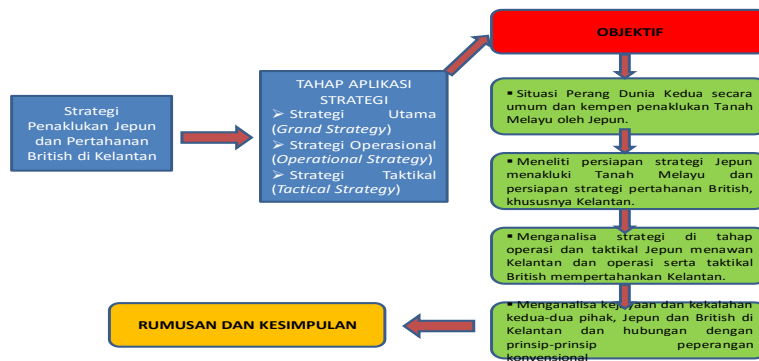 Strategi
Penaklukan Jepun
dan Pertahanan
British di Kelantan
TAHAP APLIKASI
STRATEGI
➢ Strategi Utama
(Grand Strategy)
➢ Strategi Operasional
(Operational Strategy)
➢ Strategi Taktikal
(Tactical Strategy)
OBJEKTIF
▪ Situasi Perang Dunia Kedua secara
umum dan kempen penaklukan Tanah
Melayu oleh Jepun.
▪ Meneliti persiapan strategi Jepun
menakluki Tanah Melayu dan
persiapan strategi pertahanan British,
khususnya Kelantan.
▪ Menganalisa strategi di tahap
operasi dan taktikal Jepun menawan
Kelantan dan operasi serta taktikal
British mempertahankan Kelantan.
▪ Menganalisa kejayaan dan kekalahan
kedua-dua pihak, Jepun dan British di
Kelantan dan hubungan dengan
prinsip-prinsip peperangan
konvensional
RUMUSAN DAN KESIMPULAN